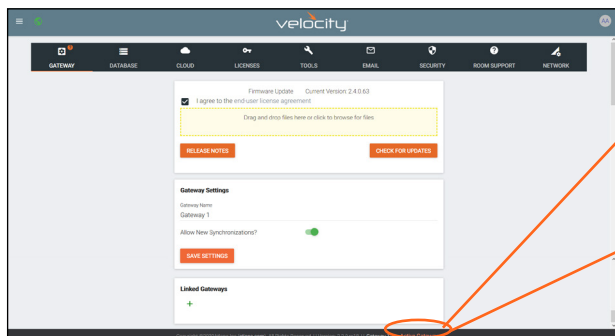 velocity
AA
GATEWAY DATABASE CLOUD LICENSES TOOLS EMAIL SECURITY ROOM SUPPORT NETWORK
Firmware Update Current Version: 2.4.0.63
I agree to the end user license agreement
Drag and drop files here or click to browse for files
RELEASE NOTES CHECK FOR UPDATES
Gateway Settings
Gateway Name
Gateway 1
Allow New Synchronizations?
SAVE SETTINGS
Linked Gateways
+